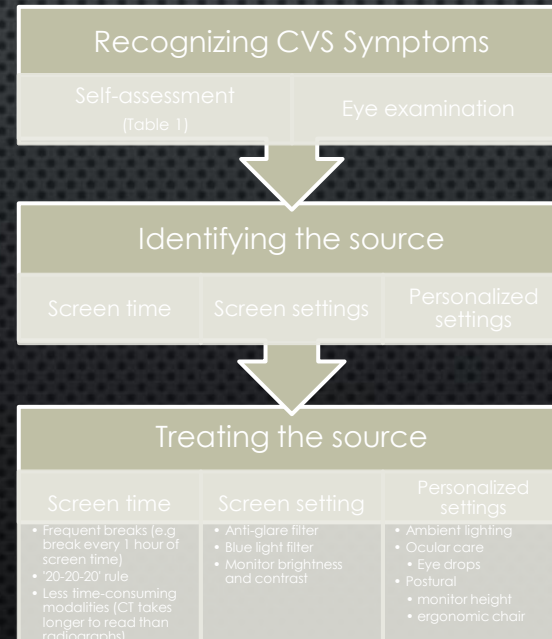 Recognizing CVS Symptoms
Self-assessment
(Table 1)
Eye examination
Identifying the source
Screen time
Screen settings
Personalized
settings
Treating the source
Screen time
• Frequent breaks (e.g
break every 1 hour of
screen time)
• '20-20-20' rule
• Less time-consuming
modalities (CT takes
longer to read than
radiographs)
Screen setting
• Anti-glare filter
• Blue light filter
• Monitor brightness
and contrast
Personalized
settings
• Ambient lighting
• Ocular care
• Eye drops
• Postural
• monitor height
• ergonomic chair